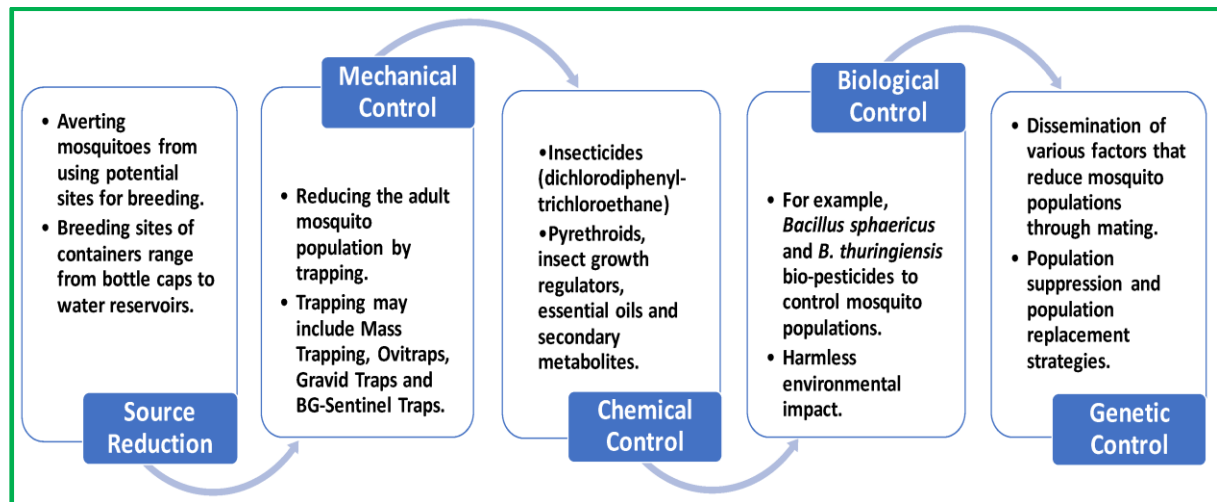 • Averting
mosquitoes from
using potential
sites for breeding.
• Breeding sites of
containers range
from bottle caps to
water reservoirs.
Source
Reduction
Mechanical
Control
• Reducing the adult
mosquito
population by
trapping.
• Trapping may
include Mass
Trapping, Ovitraps,
Gravid Traps and
BG-Sentinel Traps.
•Insecticides
(dichlorodiphenyl-
trichloroethane)
•Pyrethroids,
insect growth
regulators,
essential oils and
secondary
metabolites.
Chemical
Control
Biological
Control
• For example,
Bacillus sphaericus
and B. thuringiensis
bio-pesticides to
control mosquito
populations.
• Harmless
environmental
impact.
• Dissemination of
various factors that
reduce mosquito
populations
through mating.
• Population
suppression and
population
replacement
strategies.
Genetic
Control